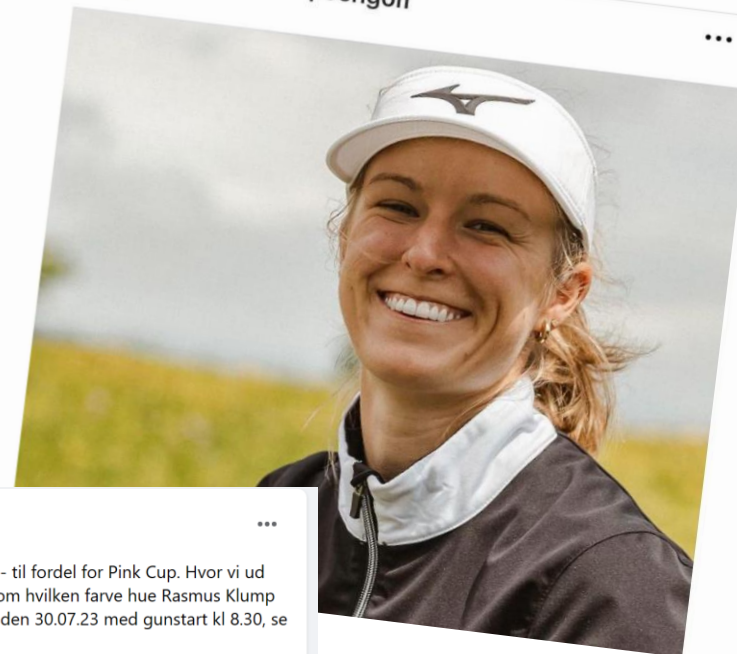 - til fordel for Pink Cup. Hvor vi ud
om hvilken farve hue Rasmus Klump
den 30.07.23 med gunstart kl 8.30, se